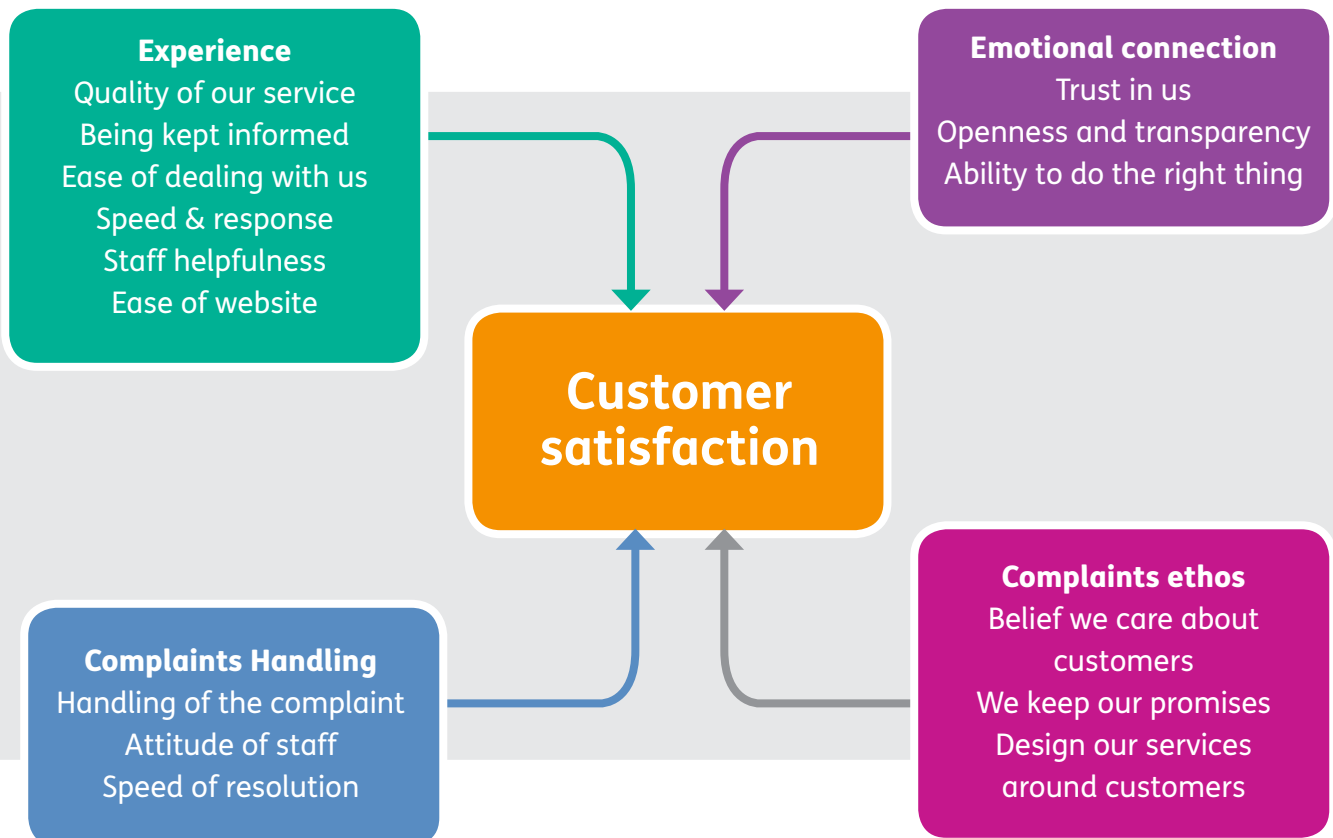 Experience
Quality of our service
Being kept informed
Ease of dealing with us
Speed & response
Staff helpfulness
Ease of website
Emotional connection
Trust in us
Openness and transparency
Ability to do the right thing
Customer
satisfaction
Complaints Handling
Handling of the complaint
Attitude of staff
Speed of resolution
Complaints ethos
Belief we care about
customers
We keep our promises
Design our services
around customers